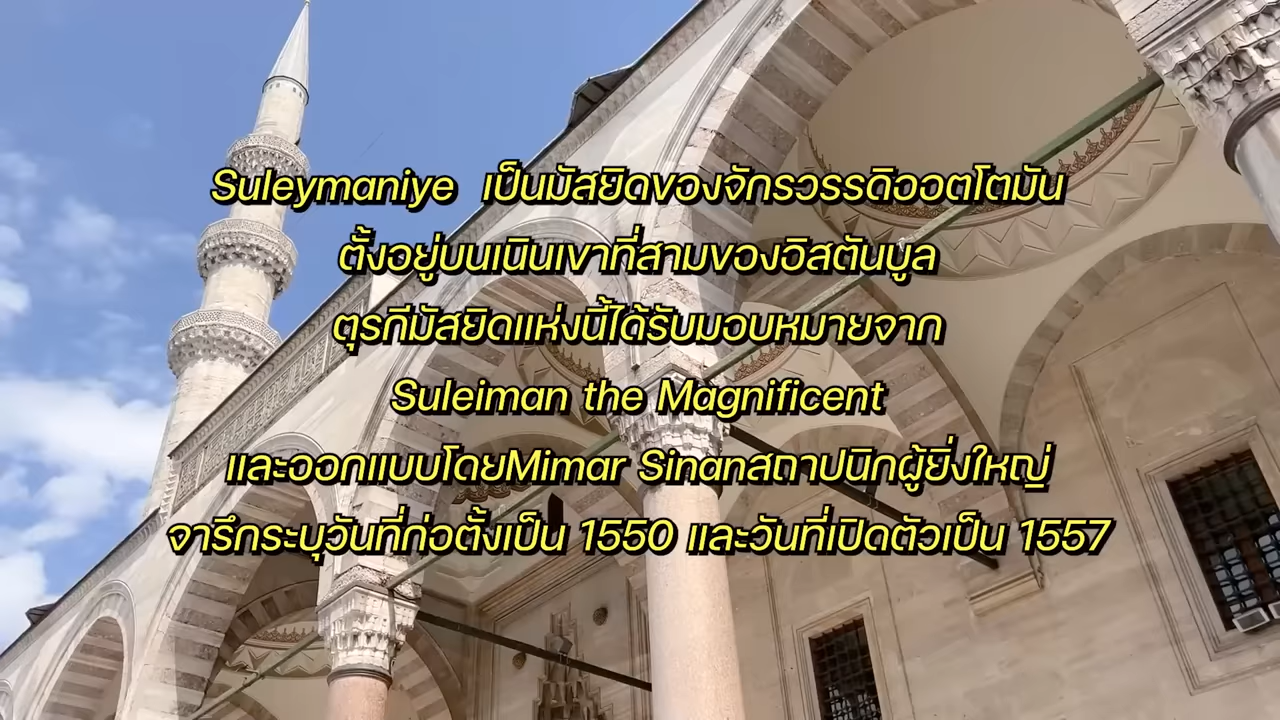 Suleymaniye เป็นมัสยิดของจักรวรรดิออตโตมัน
ตั้งอยู่บนเนินเขาที่สามของอิสตันบูล
ตุรกีมัสยิดแห่งนี้ได้รับมอบหมายจาก
Suleiman the Magnificent
และออกแบบโดยMimar Sinanสถาปนิกผู้ยิ่งใหญ่
จารึกระบุวันที่ก่อตั้งเป็น 1550 และวันที่เปิดตัวเป็น 1557